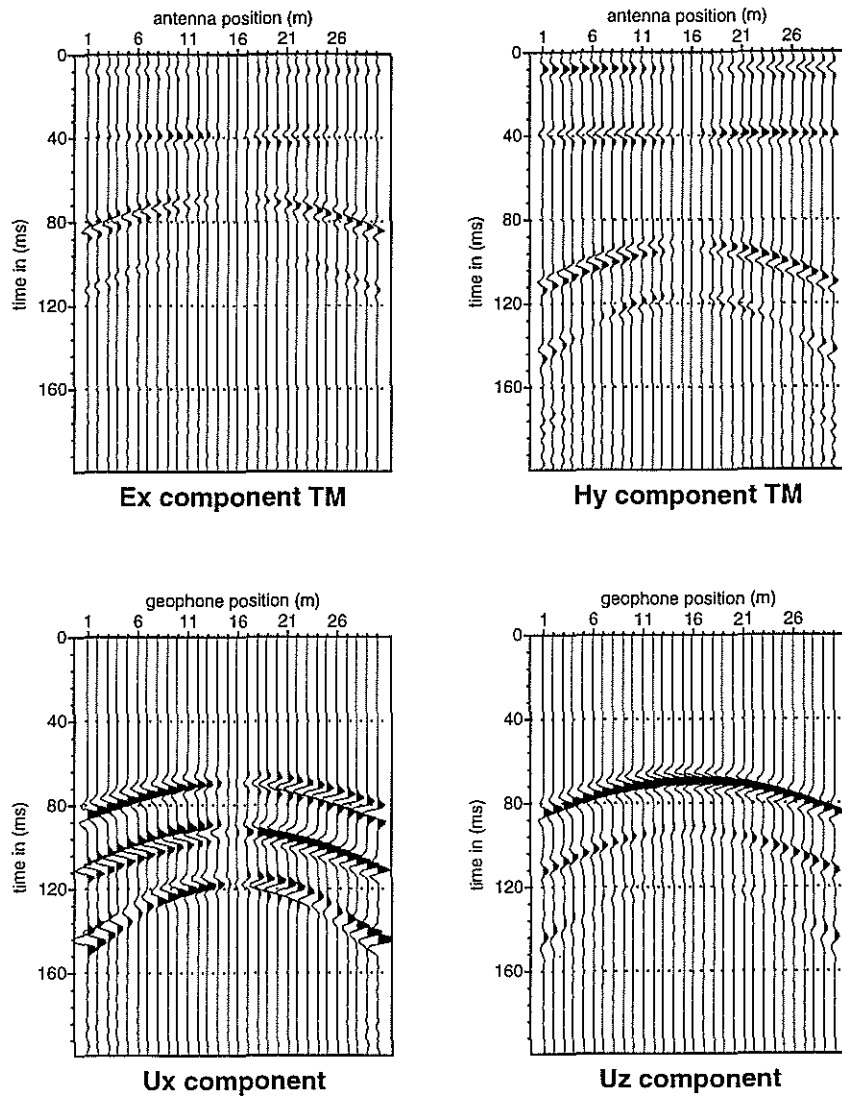 antenna position (m)
1 6 11 16 21 26
0
40
80
120
160
time in (ms)
Ex component TM
antenna position (m)
1 6 11 16 21 26
0
40
80
120
160
time in (ms)
Hy component TM
geophone position (m)
1 6 11 16 21 26
0
40
80
120
160
time in (ms)
Ux component
geophone position (m)
1 6 11 16 21 26
0
40
80
120
160
time in (ms)
Uz component